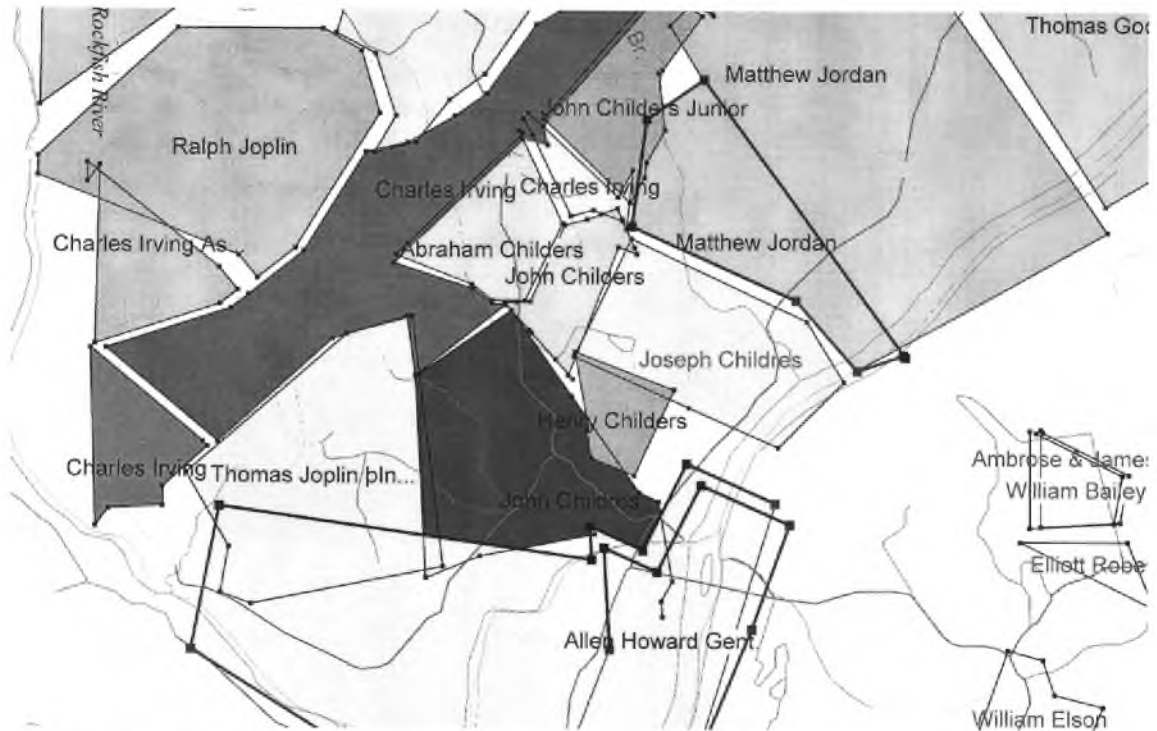 Rockfish River
Thomas Goo
Br
Matthew Jordan
John Childers Junior
Ralph Joplin
Charles Irving
Charles Irving
Charles Irving As...
Matthew Jordan
Abraham Childers
John Childers
Joseph Childres
Henry Childers
Charles Irving
Thomas Joplin pln...
John Childres
Ambrose & James
William Bailey
Elliott Robe
Allen Howard Gent.
William Elson